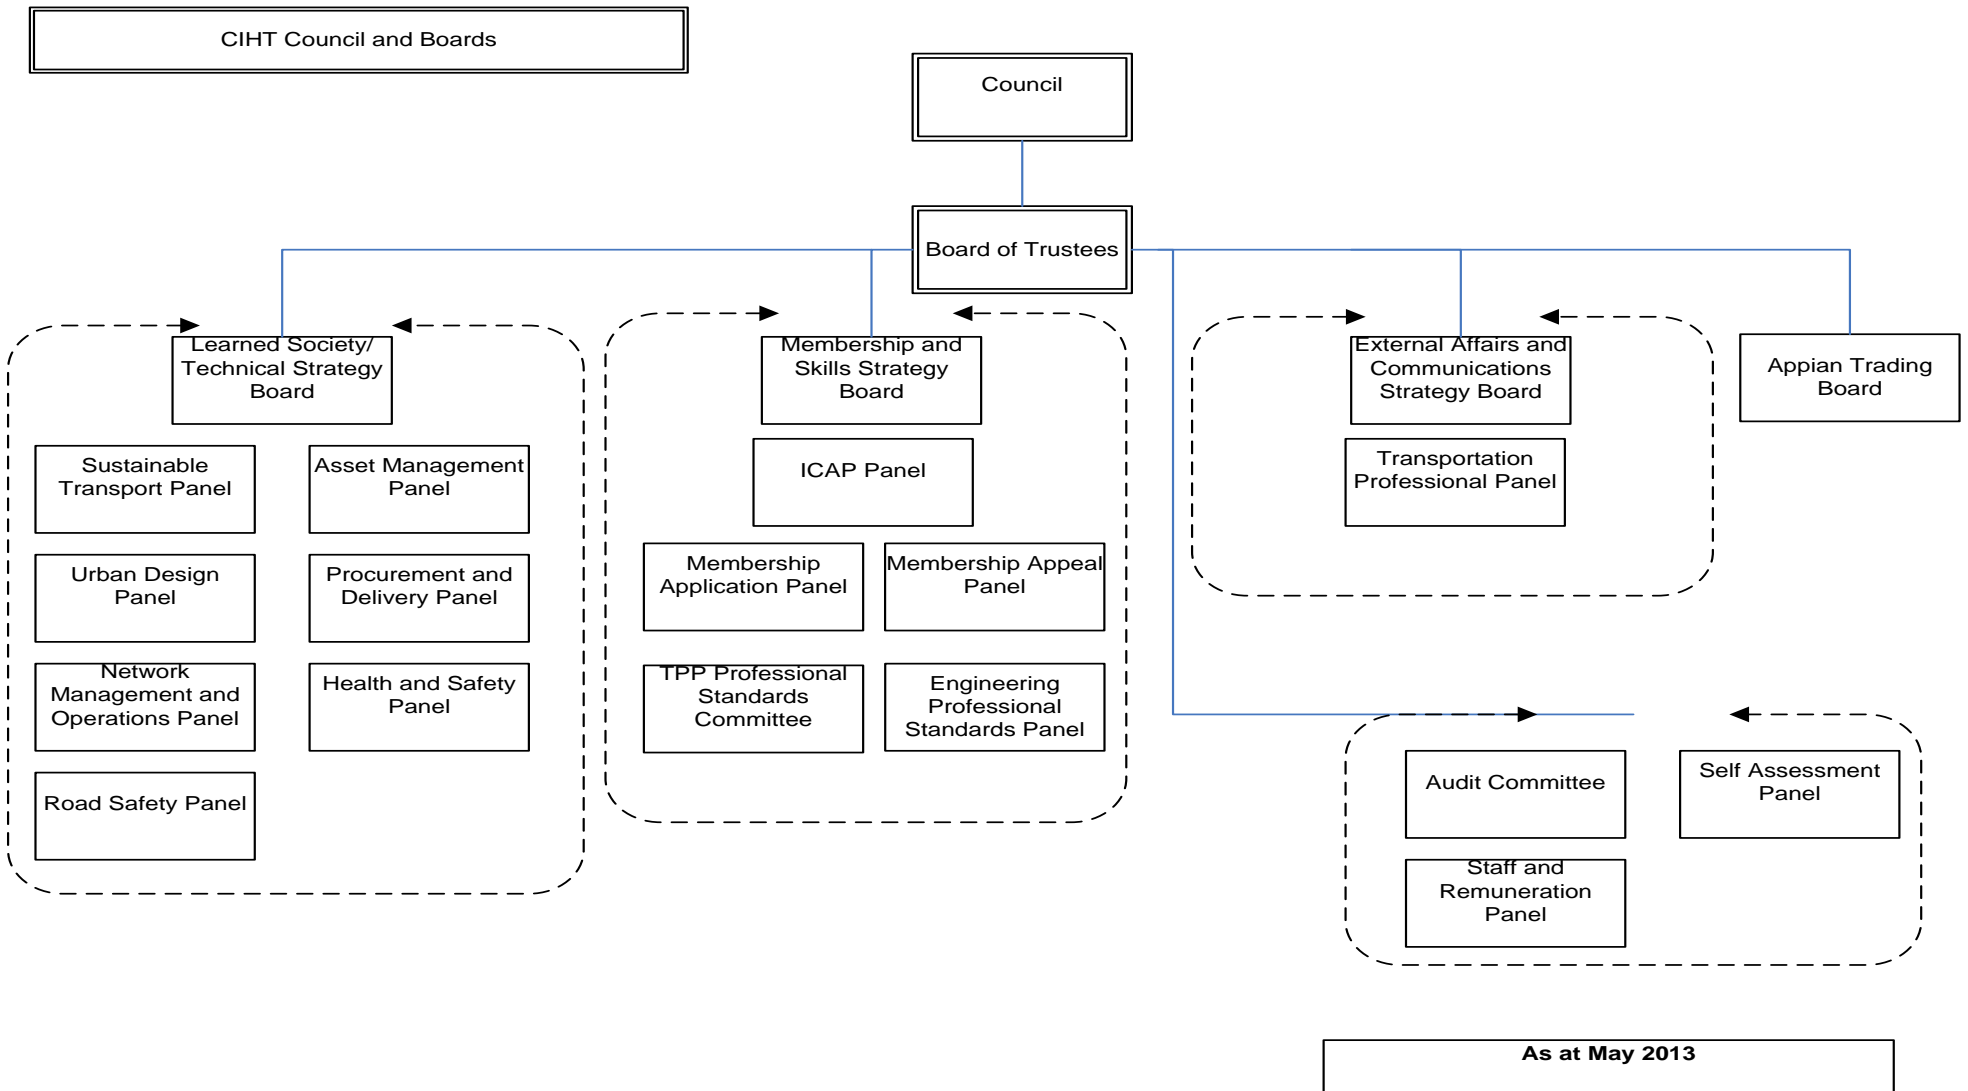 CIHT Council and Boards
Council
Board of Trustees
Learned Society/
Technical Strategy
Board
Membership and
Skills Strategy
Board
External Affairs and
Communications
Strategy Board
Appian Trading
Board
Sustainable
Transport Panel
Asset Management
Panel
ICAP Panel
Transportation
Professional Panel
Urban Design
Panel
Procurement and
Delivery Panel
Membership
Application Panel
Membership Appeal
Panel
Network
Management and
Operations Panel
Health and Safety
Panel
TPP Professional
Standards
Committee
Engineering
Professional
Standards Panel
Road Safety Panel
Audit Committee
Self Assessment
Panel
Staff and
Remuneration
Panel
As at May 2013